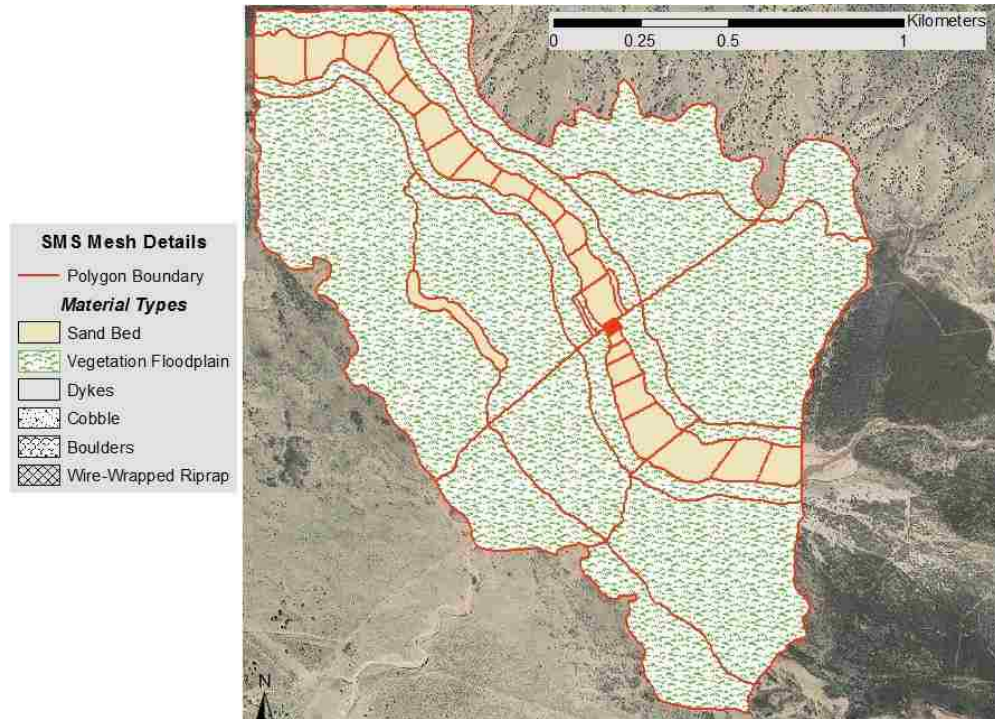 Kilometers
0 0.25 0.5 1
SMS Mesh Details
Polygon Boundary
Material Types
Sand Bed
Vegetation Floodplain
Dykes
Cobble
Boulders
Wire-Wrapped Riprap
N